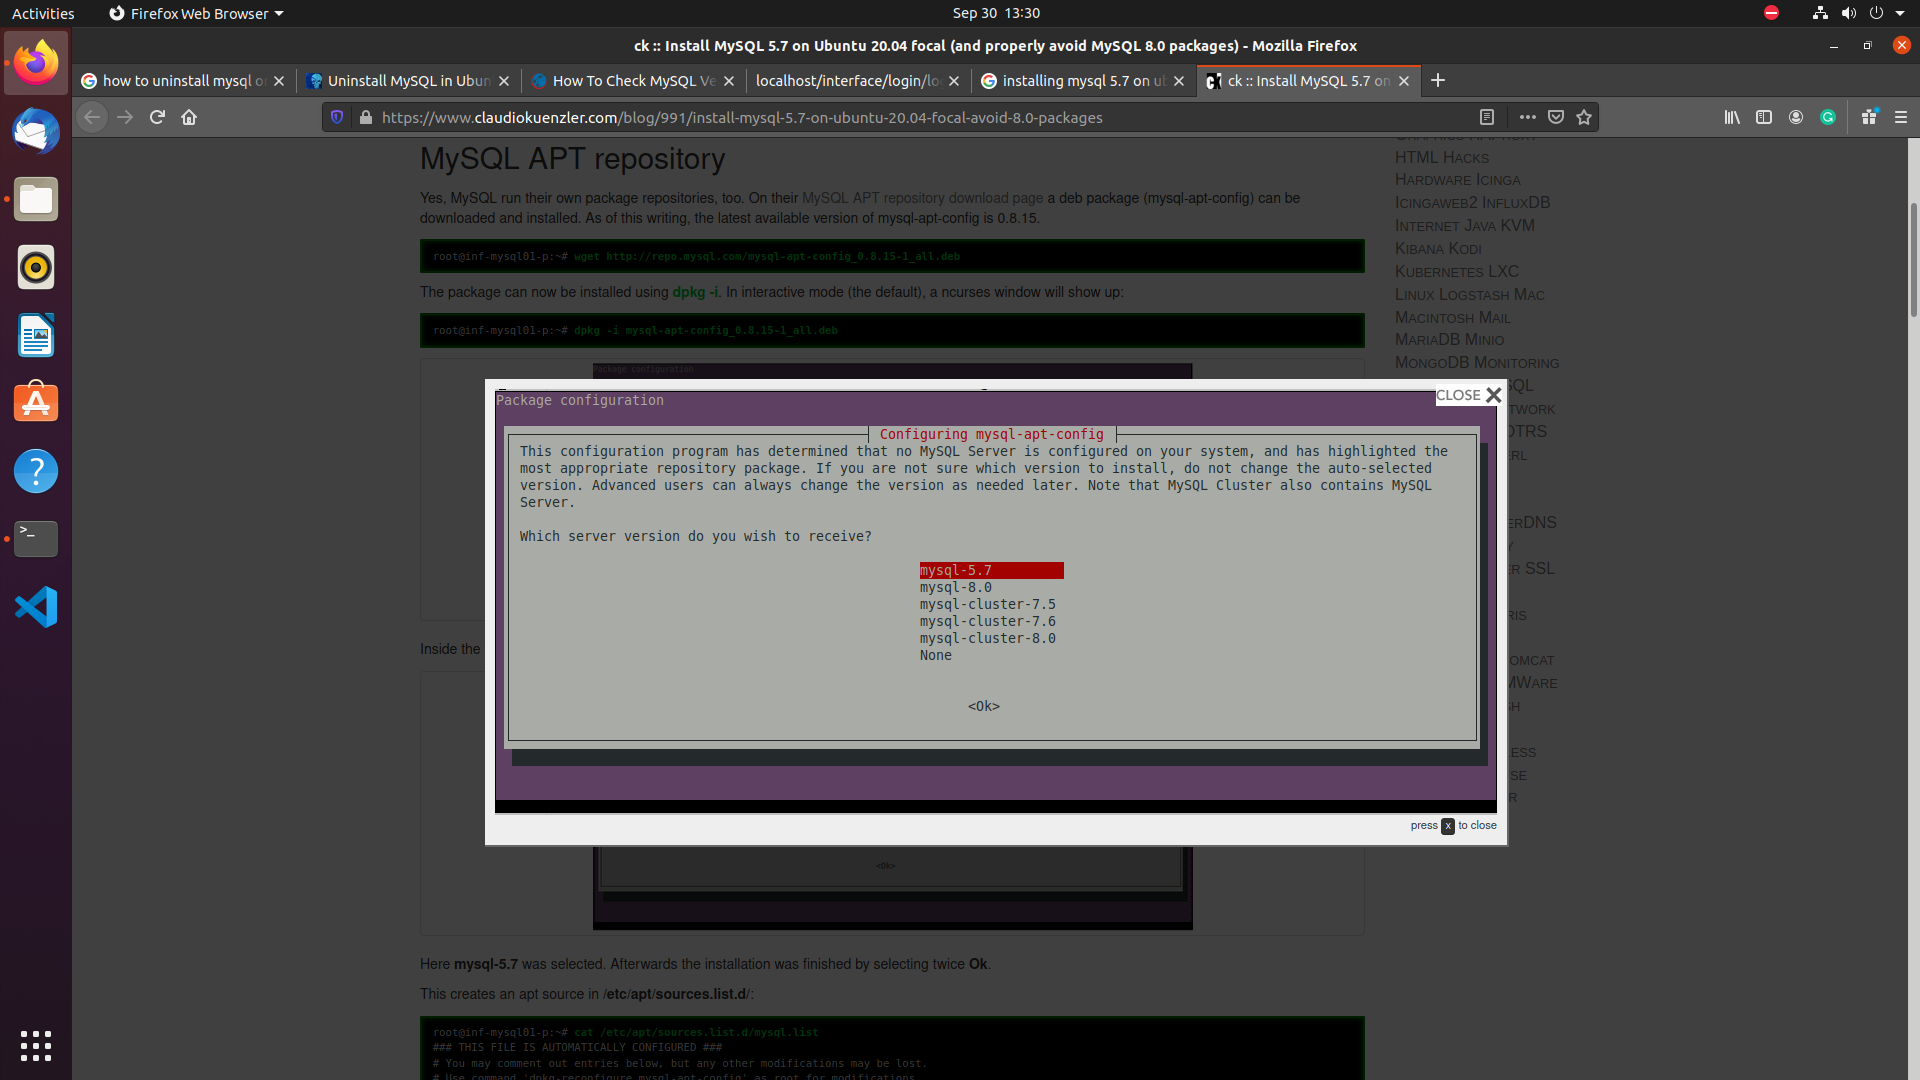 Activities
Firefox Web Browser
Sep 30 13:30
ck :: Install MySQL 5.7 on Ubuntu 20.04 focal (and properly avoid MySQL 8.0 packages) - Mozilla Firefox
how to uninstall mysql o
Uninstall MySQL in Ubun
How To Check MySQL Ve
localhost/interface/login/lo
installing mysql 5.7 on ub
ck :: Install MySQL 5.7 on
https://www.claudiokuenzler.com/blog/991/install-mysql-5.7-on-ubuntu-20.04-focal-avoid-8.0-packages
MySQL APT repository
Yes, MySQL run their own package repositories, too. On their MySQL APT repository download page a deb package (mysql-apt-config) can be
downloaded and installed. As of this writing, the latest available version of mysql-apt-config is 0.8.15.
root@inf-mysql01-p:~# wget http://repo.mysql.com/mysql-apt-config_0.8.15-1_all.deb
The package can now be installed using dpkg -i. In interactive mode (the default), a ncurses window will show up:
root@inf-mysql01-p:~# dpkg -i mysql-apt-config_0.8.15-1_all.deb
Package configuration
CLOSE
Package configuration
Configuring mysql-apt-config
This configuration program has determined that no MySQL Server is configured on your system, and has highlighted the
most appropriate repository package. If you are not sure which version to install, do not change the auto-selected
version. Advanced users can always change the version as needed later. Note that MySQL Cluster also contains MySQL
Server.
Which server version do you wish to receive?
mysql-5.7
mysql-8.0
mysql-cluster-7.5
mysql-cluster-7.6
mysql-cluster-8.0
None
<Ok>
press x to close
Inside the
<Ok>
Here mysql-5.7 was selected. Afterwards the installation was finished by selecting twice Ok.
This creates an apt source in /etc/apt/sources.list.d/:
root@inf-mysql01-p:~# cat /etc/apt/sources.list.d/mysql.list
### THIS FILE IS AUTOMATICALLY CONFIGURED ###
# You may comment out entries below, but any other modifications may be lost.
# Use command 'dpkg-reconfigure mysql-apt-config' as root for modifications.
HTML Hacks
Hardware Icinga
Icingaweb2 InfluxDB
Internet Java KVM
Kibana Kodi
Kubernetes LXC
Linux Logstash Mac
Macintosh Mail
MariaDB Minio
MongoDB Monitoring
QL
twork
OTRS
erl
erDNS
r SSL
ris
omcat
MWare
sh
ess
se
r